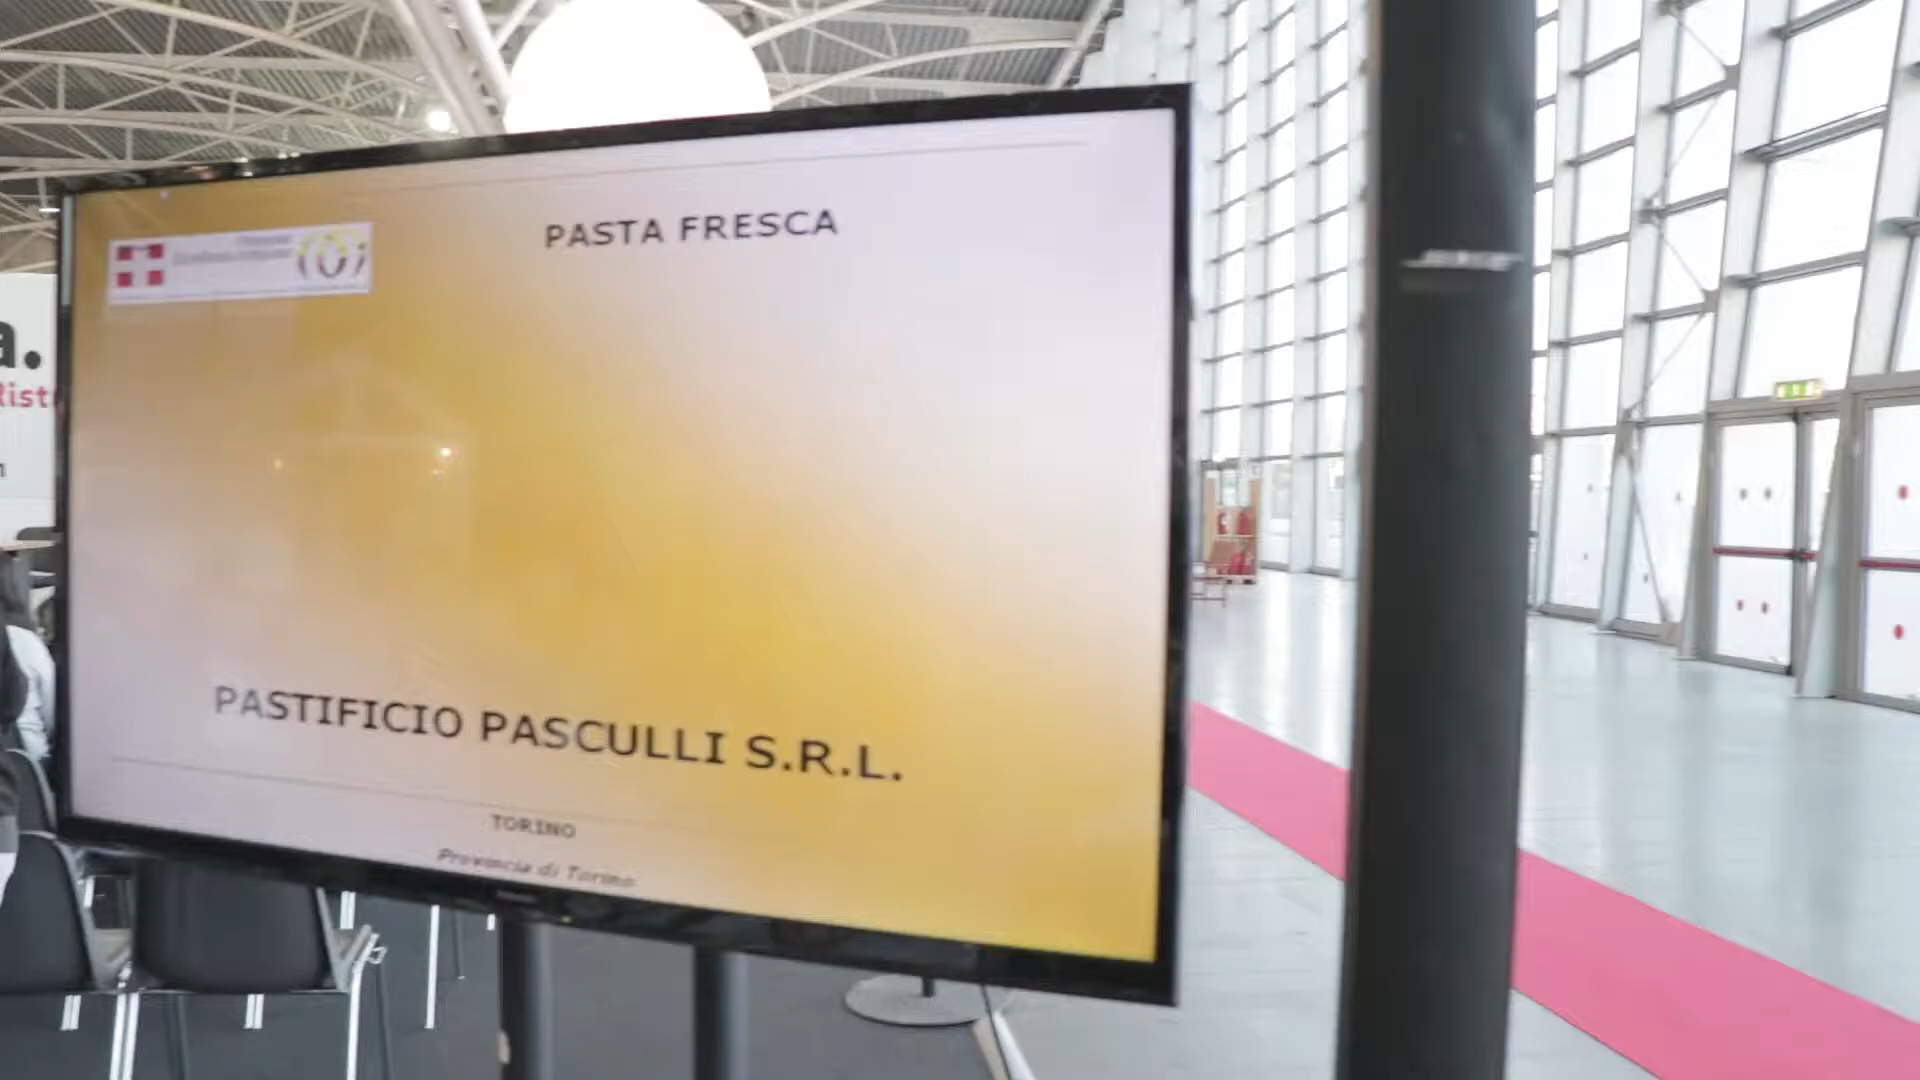 PASTA FRESCA
PASTIFICIO PASCULLI S.R.L.
TORINO
Provincia di Torino
a.